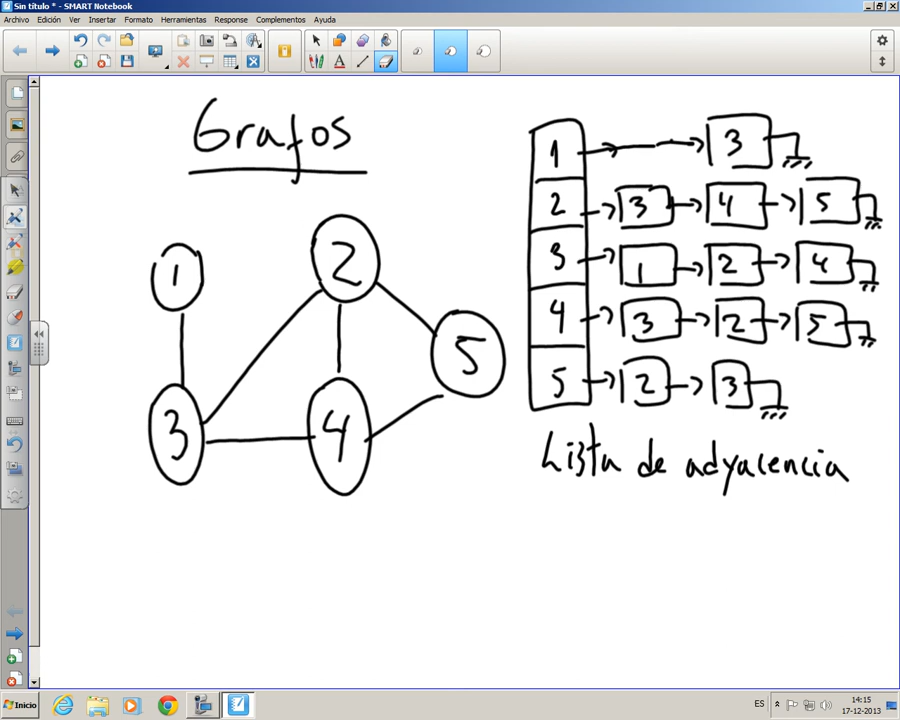 Sin título * - SMART Notebook
Archivo Edición Ver Insertar Formato Herramientas Response Complementos Ayuda
Grafos
1
2
3
4
5
1 3
2 3 4 5
3 1 2 4
4 3 2 5
5 2 3
Lista de adyacencia
Inicio
ES
14:15
17-12-2013